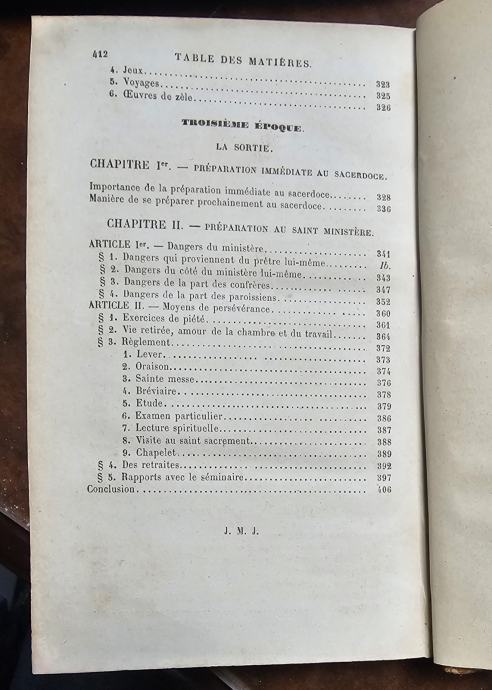 412 TABLE DES MATIÈRES.
4. Jeux........ 323
5. Voyages........ 325
6. Œuvres de zèle........ 326
TROISIÈME ÉPOQUE.
LA SORTIE.
CHAPITRE Ier. — PRÉPARATION IMMÉDIATE AU SACERDOCE.
Importance de la préparation immédiate au sacerdoce........ 328
Manière de se préparer prochainement au sacerdoce........ 336
CHAPITRE II. — PRÉPARATION AU SAINT MINISTÈRE.
ARTICLE Ier. — Dangers du ministère........ 341
§ 1. Dangers qui proviennent du prêtre lui-même........ Ib.
§ 2. Dangers du côté du ministère lui-même........ 343
§ 3. Dangers de la part des confrères........ 347
§ 4. Dangers de la part des paroissiens........ 352
ARTICLE II. — Moyens de persévérance........ 360
§ 1. Exercices de piété........ 361
§ 2. Vie retirée, amour de la chambre et du travail........ 364
§ 3. Règlement........ 372
1. Lever........ 373
2. Oraison........ 374
3. Sainte messe........ 376
4. Bréviaire........ 378
5. Etude........ 379
6. Examen particulier........ 386
7. Lecture spirituelle........ 387
8. Visite au saint sacrement........ 388
9. Chapelet........ 389
§ 4. Des retraites........ 392
§ 5. Rapports avec le séminaire........ 397
Conclusion........ 406
J. M. J.